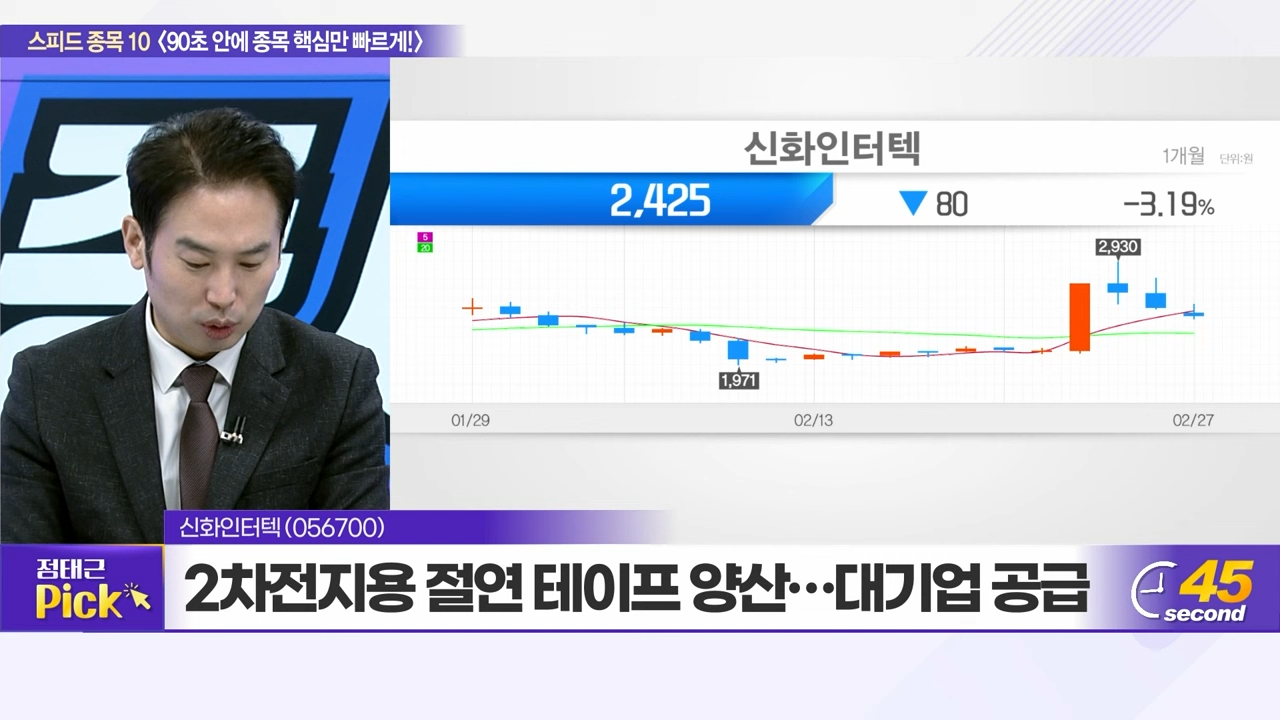 스피드 종목 10 〈90초 안에 종목 핵심만 빠르게!〉
신화인터텍
1개월 단위:원
2,425 ▼80 -3.19%
5
20
2,930
1,971
01/29 02/13 02/27
신화인터텍(056700)
정태근
Pick
2차전지용 절연 테이프 양산…대기업 공급
45
second